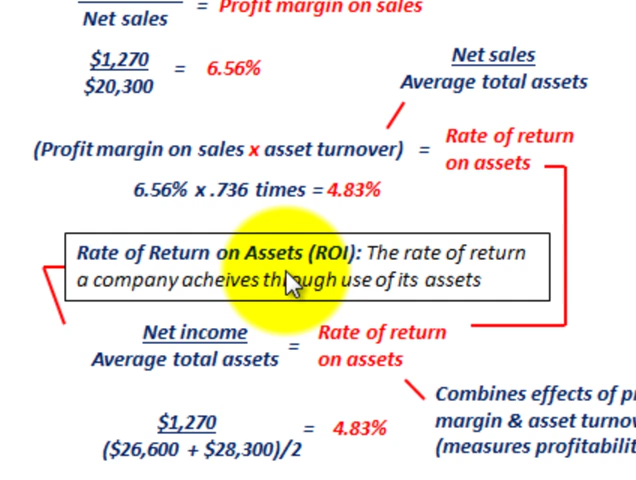 = Profit margin on sales
Net sales
$1,270
$20,300
= 6.56%
Net sales
Average total assets
(Profit margin on sales x asset turnover) =
Rate of return
on assets
6.56% x .736 times = 4.83%
Rate of Return on Assets (ROI): The rate of return
a company acheives through use of its assets
Net income
Average total assets
=
Rate of return
on assets
Combines effects of
margin & asset
(measures
$1,270
($26,600 + $28,300)/2
= 4.83%